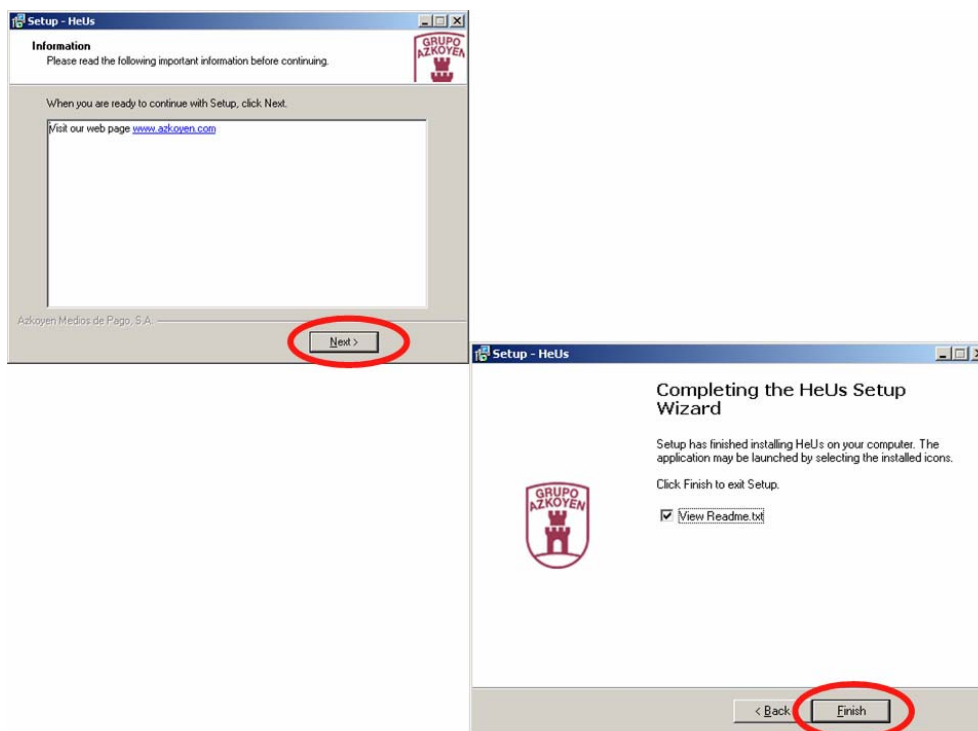 Setup - HeUs
Information
Please read the following important information before continuing.
GRUPO
AZKOYEN
When you are ready to continue with Setup, click Next.
Visit our web page www.azkoyen.com
Azkoyen Medios de Pago, S.A.
Next >
Setup - HeUs
Completing the HeUs Setup
Wizard
Setup has finished installing HeUs on your computer. The
application may be launched by selecting the installed icons.
Click Finish to exit Setup.
GRUPO
AZKOYEN
View Readme.txt
< Back
Finish